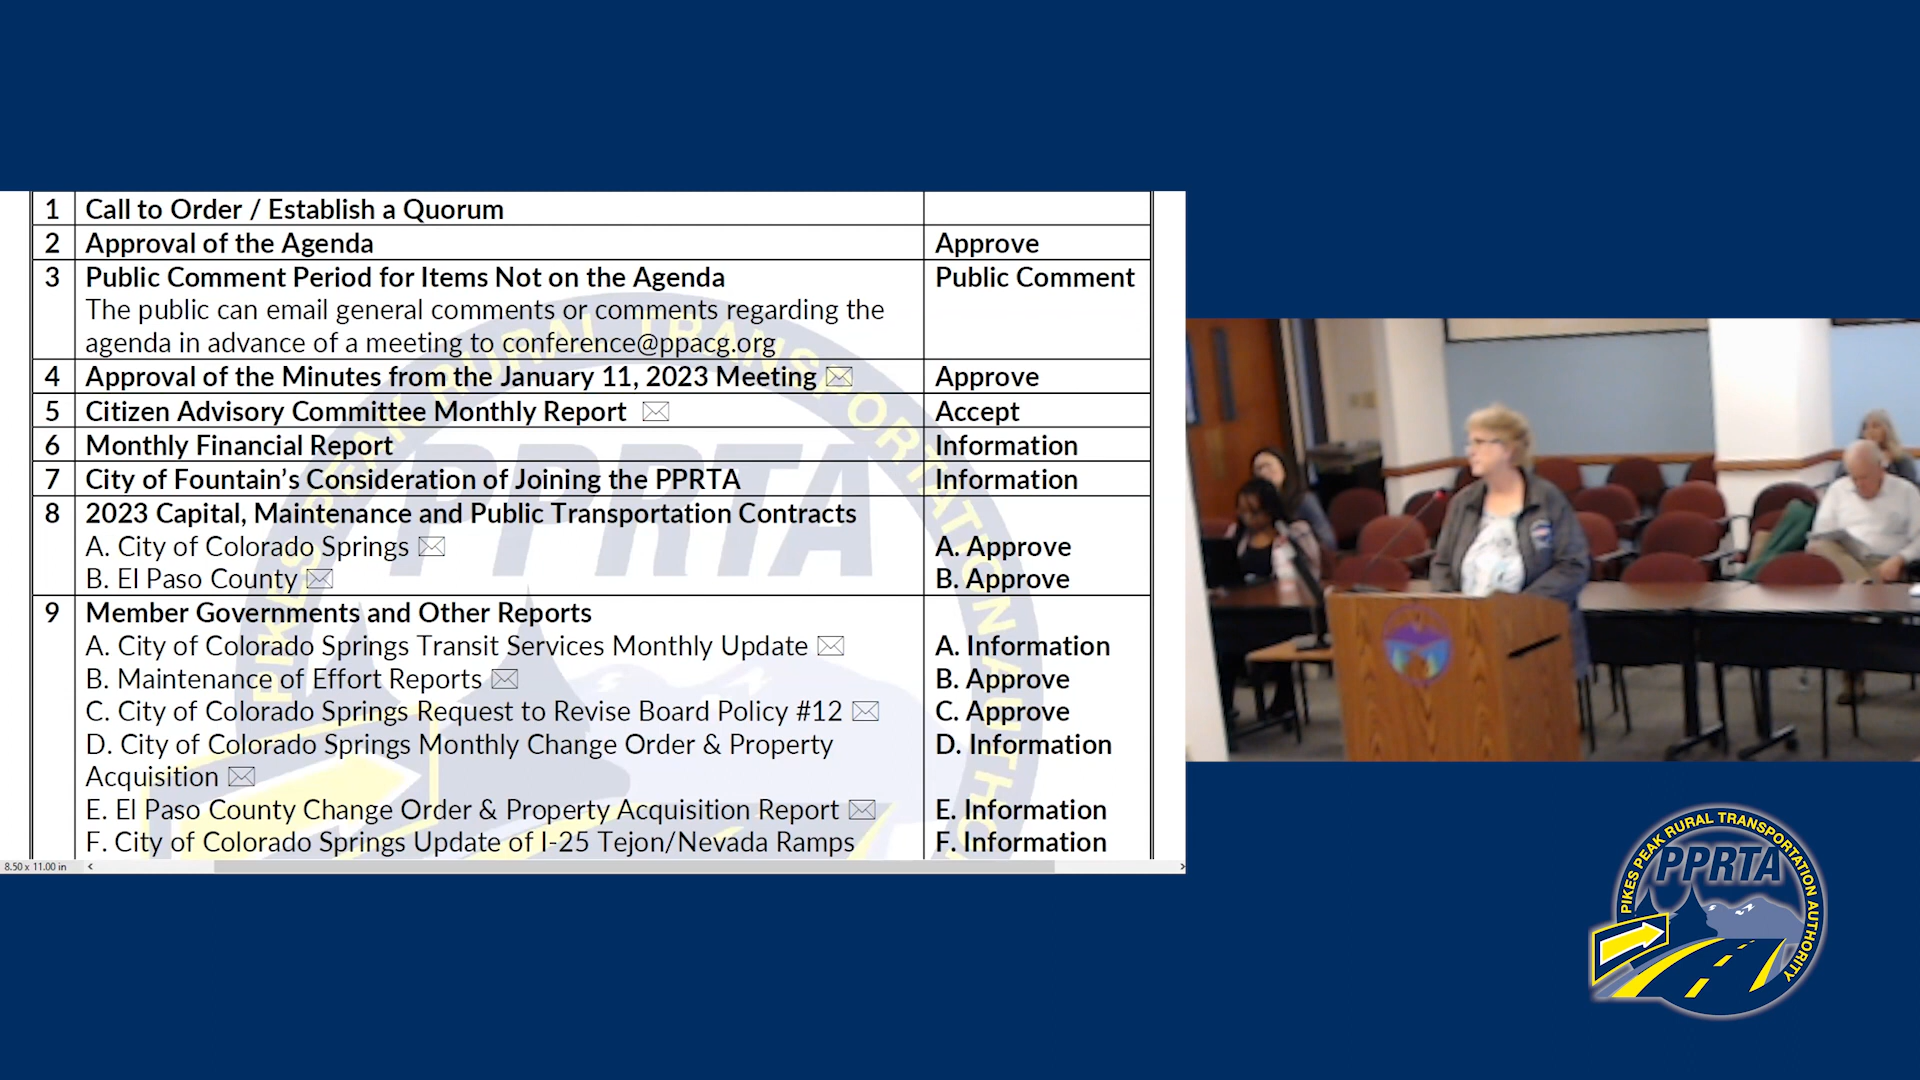 1 Call to Order / Establish a Quorum
2 Approval of the Agenda Approve
3 Public Comment Period for Items Not on the Agenda Public Comment
The public can email general comments or comments regarding the
agenda in advance of a meeting to conference@ppacg.org
4 Approval of the Minutes from the January 11, 2023 Meeting Approve
5 Citizen Advisory Committee Monthly Report Accept
6 Monthly Financial Report Information
7 City of Fountain’s Consideration of Joining the PPRTA Information
8 2023 Capital, Maintenance and Public Transportation Contracts
A. City of Colorado Springs A. Approve
B. El Paso County B. Approve
9 Member Governments and Other Reports
A. City of Colorado Springs Transit Services Monthly Update A. Information
B. Maintenance of Effort Reports B. Approve
C. City of Colorado Springs Request to Revise Board Policy #12 C. Approve
D. City of Colorado Springs Monthly Change Order & Property D. Information
Acquisition
E. El Paso County Change Order & Property Acquisition Report E. Information
F. City of Colorado Springs Update of I-25 Tejon/Nevada Ramps F. Information
8.50 x 11.00 in
PIKES PEAK RURAL TRANSPORTATION AUTHORITY
PPRTA
PIKES PEAK RURAL TRANSPORTATION AUTHORITY
PPRTA